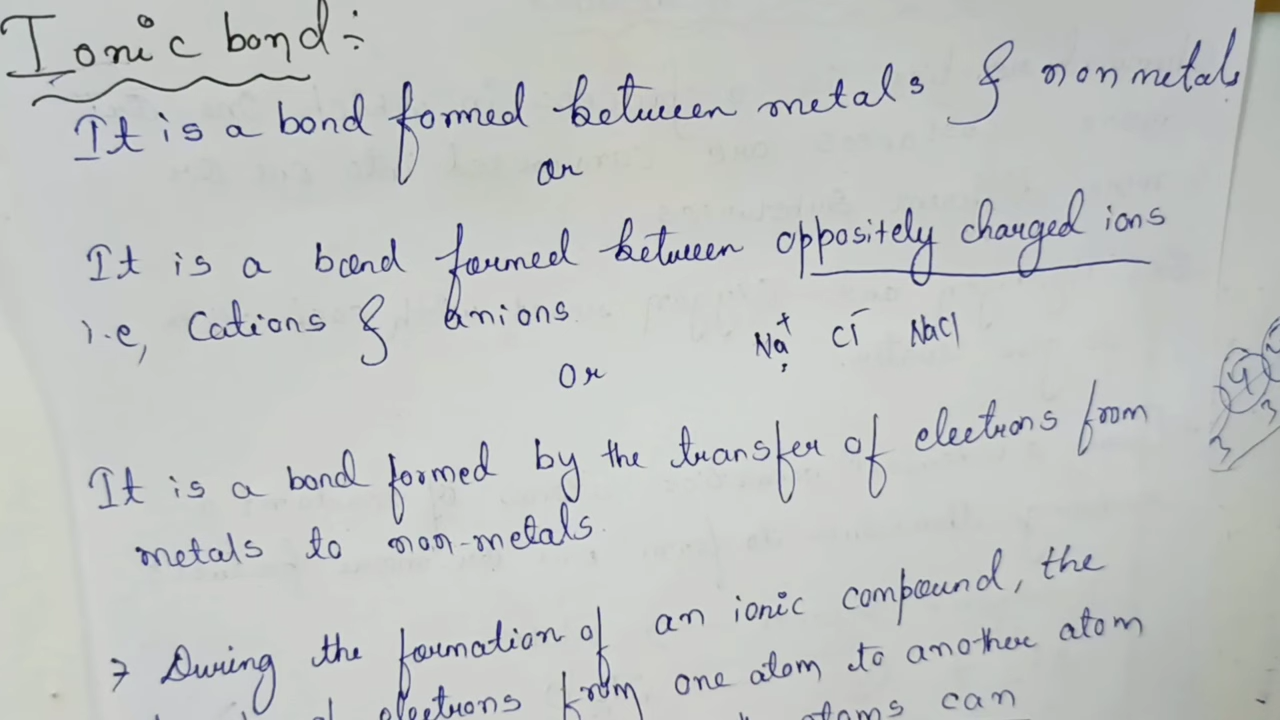 Ionic bond :-
It is a bond formed between metals & nonmetals
or
It is a bond formed between oppositely charged ions
i.e, Cations & anions
Na⁺ Cl⁻ NaCl
Or
It is a bond formed by the transfer of electrons from
metals to non-metals.
→ During the formation of an ionic compound, the
electrons from one atom to another atom
atoms can